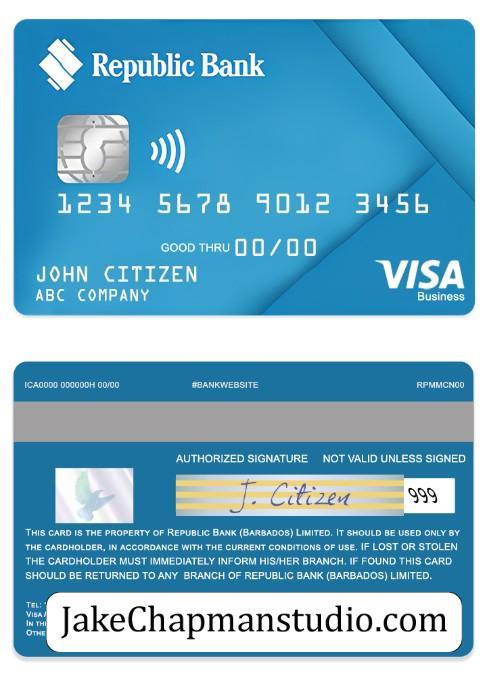 Republic Bank
1234 5678 9012 3456
GOOD THRU 00/00
JOHN CITIZEN
ABC COMPANY
VISA
Business
ICA0000 000000H 00/00 #BANKWEBSITE RPMMCN00
AUTHORIZED SIGNATURE NOT VALID UNLESS SIGNED
J. Citizen 999
THIS CARD IS THE PROPERTY OF REPUBLIC BANK (BARBADOS) LIMITED. IT SHOULD BE USED ONLY BY
THE CARDHOLDER, IN ACCORDANCE WITH THE CURRENT CONDITIONS OF USE. IF LOST OR STOLEN
THE CARDHOLDER MUST IMMEDIATELY INFORM HIS/HER BRANCH. IF FOUND THIS CARD
SHOULD BE RETURNED TO ANY BRANCH OF REPUBLIC BANK (BARBADOS) LIMITED.
TEL:
VISA
IN TH
OTHE
JakeChapmanstudio.com